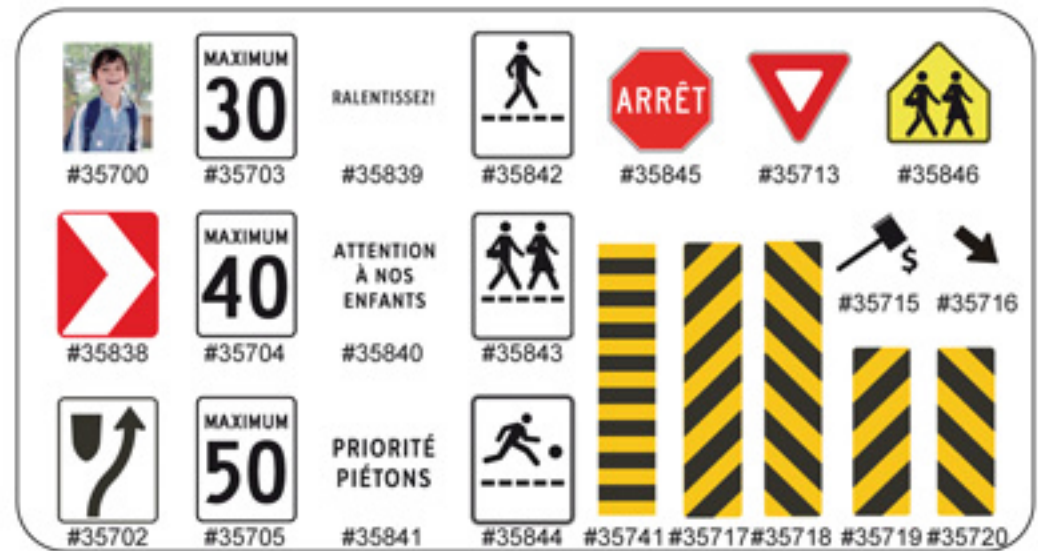 MAXIMUM
30
RALENTISSEZ!
ARRÊT
#35700
#35703
#35839
#35842
#35845
#35713
#35846
MAXIMUM
40
ATTENTION
À NOS
ENFANTS
$
#35715
#35716
#35838
#35704
#35840
#35843
MAXIMUM
50
PRIORITÉ
PIÉTONS
#35702
#35705
#35841
#35844
#35741
#35717
#35718
#35719
#35720